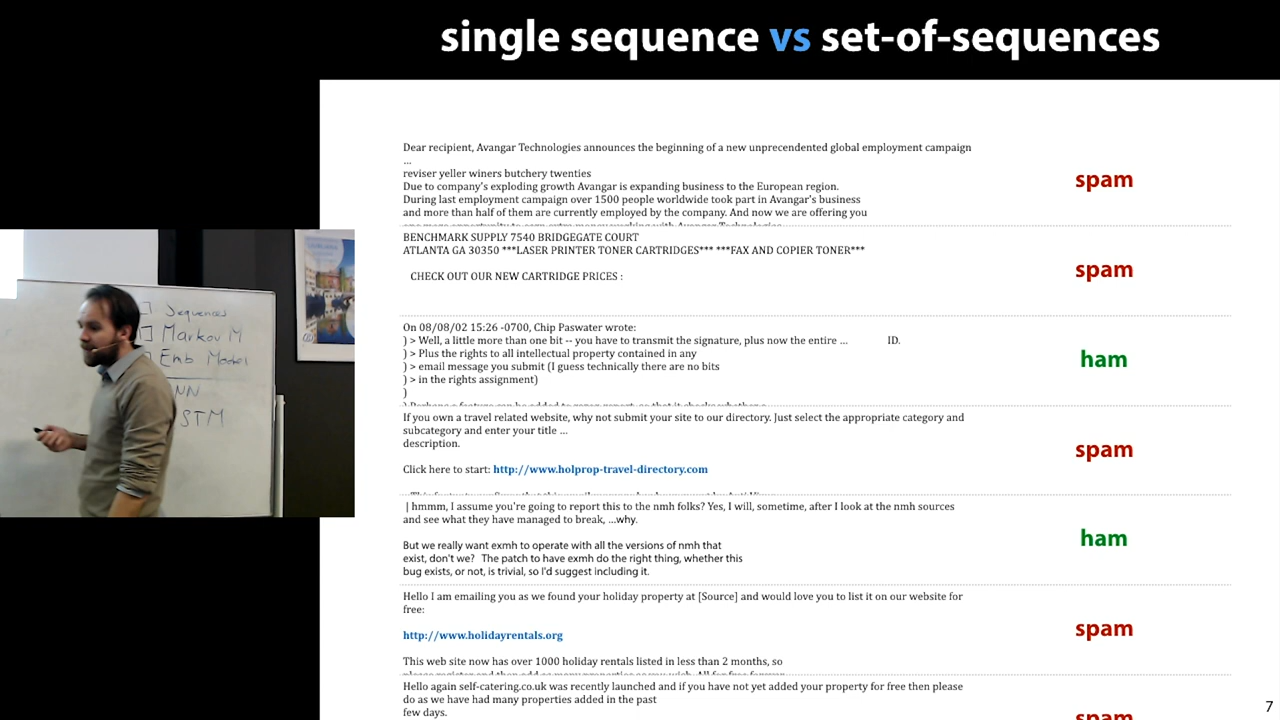 single sequence vs set-of-sequences
Dear recipient, Avangar Technologies announces the beginning of a new unprecendented global employment campaign
...
reviser yeller winers butchery twenties
Due to company's exploding growth Avangar is expanding business to the European region.
During last employment campaign over 1500 people worldwide took part in Avangar's business
and more than half of them are currently employed by the company. And now we are offering you
spam
BENCHMARK SUPPLY 7540 BRIDGEGATE COURT
ATLANTA GA 30350 ***LASER PRINTER TONER CARTRIDGES*** ***FAX AND COPIER TONER***
CHECK OUT OUR NEW CARTRIDGE PRICES :
spam
On 08/08/02 15:26 -0700, Chip Paswater wrote:
) > Well, a little more than one bit -- you have to transmit the signature, plus now the entire ... ID.
) > Plus the rights to all intellectual property contained in any
) > email message you submit (I guess technically there are no bits
) > in the rights assignment)
)
ham
If you own a travel related website, why not submit your site to our directory. Just select the appropriate category and
subcategory and enter your title ...
description.
Click here to start: http://www.holprop-travel-directory.com
spam
| hmmm, I assume you're going to report this to the nmh folks? Yes, I will, sometime, after I look at the nmh sources
and see what they have managed to break, ...why.
But we really want exmh to operate with all the versions of nmh that
exist, don't we? The patch to have exmh do the right thing, whether this
bug exists, or not, is trivial, so I'd suggest including it.
ham
Hello I am emailing you as we found your holiday property at [Source] and would love you to list it on our website for
free:
http://www.holidayrentals.org
This web site now has over 1000 holiday rentals listed in less than 2 months, so
spam
Hello again self-catering.co.uk was recently launched and if you have not yet added your property for free then please
do as we have had many properties added in the past
few days.
spam
7
Sequences
Markov M
Emb Model
NN
STM